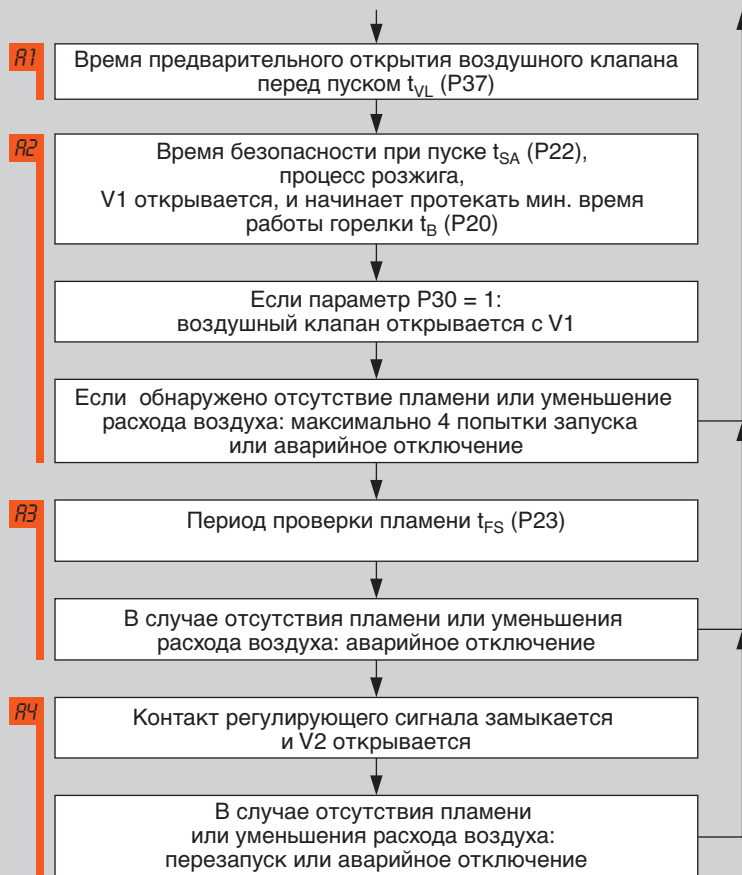 A1
Время предварительного открытия воздушного клапана
перед пуском tVL (P37)
A2
Время безопасности при пуске tSA (P22),
процесс розжига,
V1 открывается, и начинает протекать мин. время
работы горелки tB (P20)
Если параметр P30 = 1:
воздушный клапан открывается с V1
Если обнаружено отсутствие пламени или уменьшение
расхода воздуха: максимально 4 попытки запуска
или аварийное отключение
A3
Период проверки пламени tFS (P23)
В случае отсутствия пламени или уменьшения
расхода воздуха: аварийное отключение
A4
Контакт регулирующего сигнала замыкается
и V2 открывается
В случае отсутствия пламени
или уменьшения расхода воздуха:
перезапуск или аварийное отключение